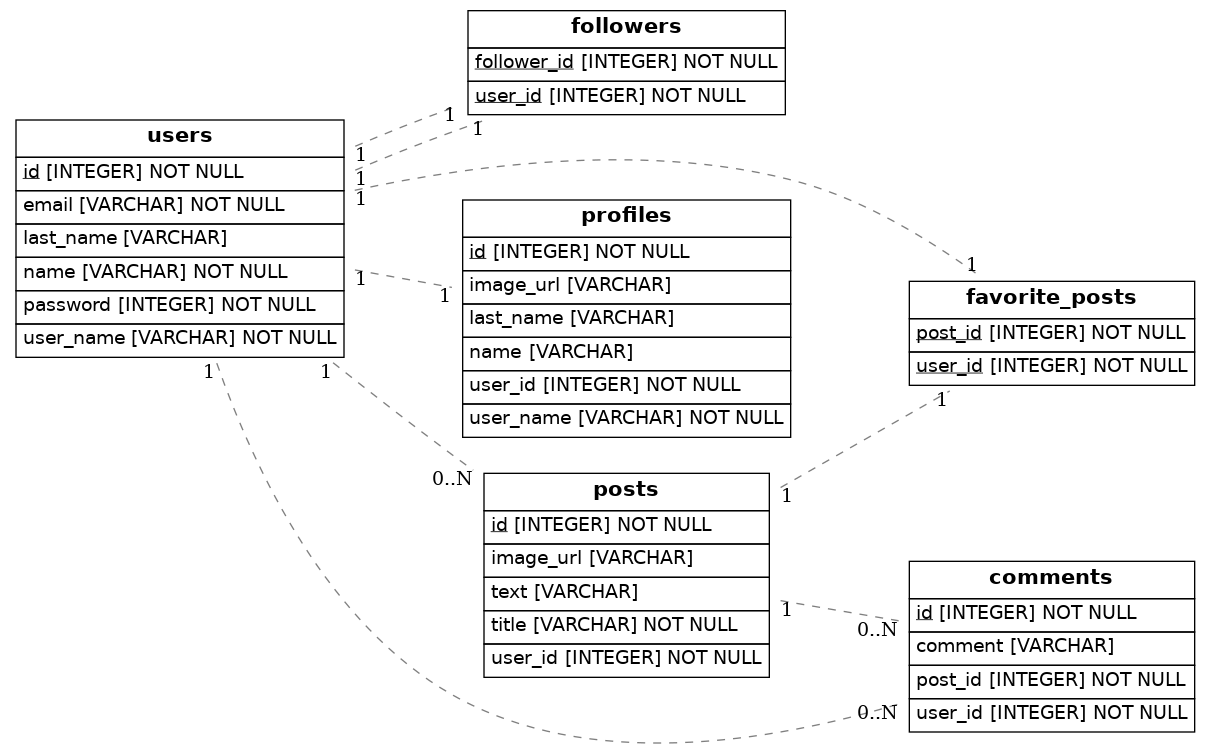 followers
follower_id [INTEGER] NOT NULL
user_id [INTEGER] NOT NULL
1
1
1
1
1
users
id [INTEGER] NOT NULL
email [VARCHAR] NOT NULL
last_name [VARCHAR]
name [VARCHAR] NOT NULL
password [INTEGER] NOT NULL
user_name [VARCHAR] NOT NULL
1
1
profiles
id [INTEGER] NOT NULL
image_url [VARCHAR]
last_name [VARCHAR]
name [VARCHAR]
user_id [INTEGER] NOT NULL
user_name [VARCHAR] NOT NULL
1
favorite_posts
post_id [INTEGER] NOT NULL
user_id [INTEGER] NOT NULL
1
1
1
0..N
1
posts
id [INTEGER] NOT NULL
image_url [VARCHAR]
text [VARCHAR]
title [VARCHAR] NOT NULL
user_id [INTEGER] NOT NULL
1
0..N
0..N
comments
id [INTEGER] NOT NULL
comment [VARCHAR]
post_id [INTEGER] NOT NULL
user_id [INTEGER] NOT NULL